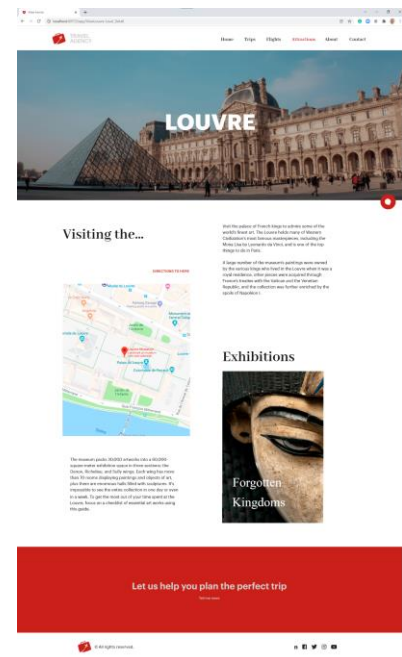 TRAVEL
AGENCY
Home Trips Flights Attractions About Contact
LOUVRE
Visiting the...
Visit the palace of French kings to admire some of the
world's finest art. The Louvre holds many of Western
Civilization's most famous masterpieces, including the
Mona Lisa by Leonardo da Vinci, and is one of the top
things to do in Paris.
A large number of the museum's paintings were owned
by the various kings who lived in the Louvre when it was a
royal residence, other pieces were acquired through
France's treaties with the Vatican and the Venetian
Republic, and the collection was further enriched by the
spoils of Napoléon I.
DIRECTIONS TO HERE
Exhibitions
Forgotten
Kingdoms
The museum packs 30,000 artworks into a 60,000-
square-meter exhibition space in three sections: the
Denon, Richelieu, and Sully wings. Each wing has more
than 70 rooms displaying paintings and objects of art,
plus there are enormous halls filled with sculptures. It's
impossible to see the entire collection in one day or even
in a week. To get the most out of your time spent at the
Louvre, focus on a checklist of essential art works using
this guide.
Let us help you plan the perfect trip
© All rights reserved.